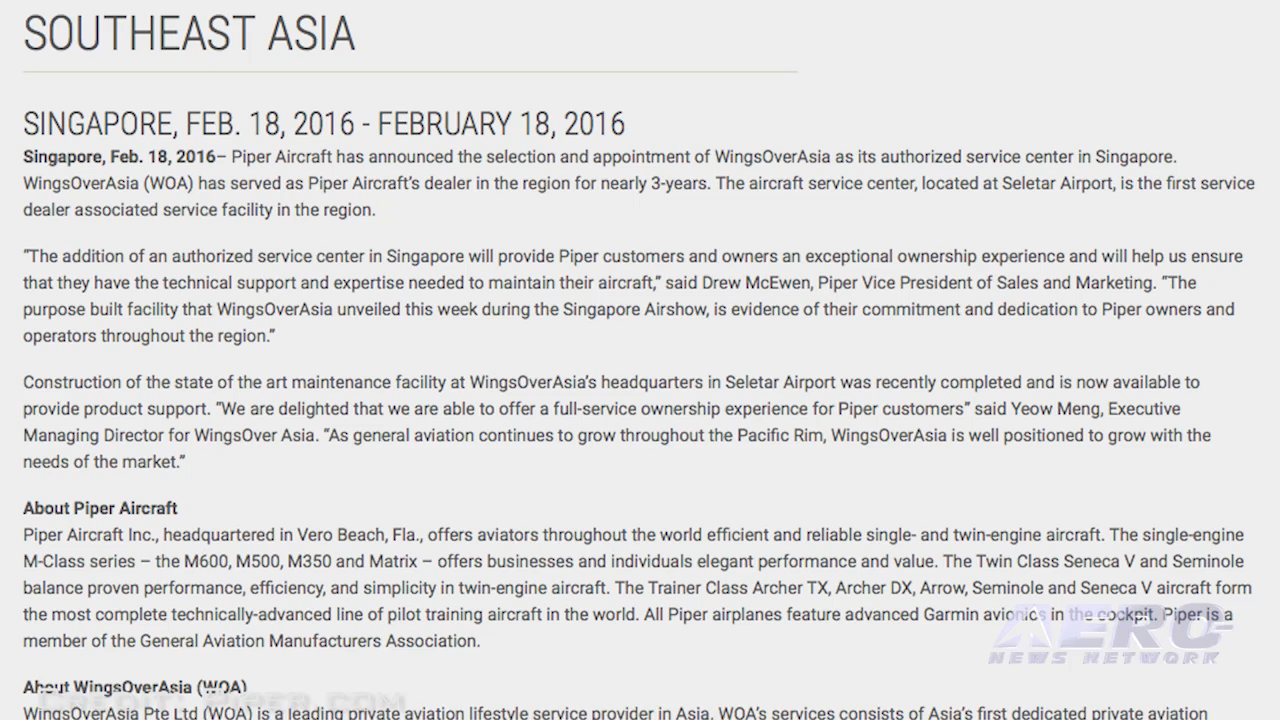 SOUTHEAST ASIA
SINGAPORE, FEB. 18, 2016 - FEBRUARY 18, 2016
Singapore, Feb. 18, 2016– Piper Aircraft has announced the selection and appointment of WingsOverAsia as its authorized service center in Singapore.
WingsOverAsia (WOA) has served as Piper Aircraft's dealer in the region for nearly 3-years. The aircraft service center, located at Seletar Airport, is the first service
dealer associated service facility in the region.
"The addition of an authorized service center in Singapore will provide Piper customers and owners an exceptional ownership experience and will help us ensure
that they have the technical support and expertise needed to maintain their aircraft," said Drew McEwen, Piper Vice President of Sales and Marketing. "The
purpose built facility that WingsOverAsia unveiled this week during the Singapore Airshow, is evidence of their commitment and dedication to Piper owners and
operators throughout the region."
Construction of the state of the art maintenance facility at WingsOverAsia's headquarters in Seletar Airport was recently completed and is now available to
provide product support. "We are delighted that we are able to offer a full-service ownership experience for Piper customers" said Yeow Meng, Executive
Managing Director for WingsOver Asia. "As general aviation continues to grow throughout the Pacific Rim, WingsOverAsia is well positioned to grow with the
needs of the market."
About Piper Aircraft
Piper Aircraft Inc., headquartered in Vero Beach, Fla., offers aviators throughout the world efficient and reliable single- and twin-engine aircraft. The single-engine
M-Class series – the M600, M500, M350 and Matrix – offers businesses and individuals elegant performance and value. The Twin Class Seneca V and Seminole
balance proven performance, efficiency, and simplicity in twin-engine aircraft. The Trainer Class Archer TX, Archer DX, Arrow, Seminole and Seneca V aircraft form
the most complete technically-advanced line of pilot training aircraft in the world. All Piper airplanes feature advanced Garmin avionics in the cockpit. Piper is a
member of the General Aviation Manufacturers Association.
AERO
NEWS NETWORK
About WingsOverAsia (WOA)
Credit: Piper.com
WingsOverAsia Pte Ltd (WOA) is a leading private aviation lifestyle service provider in Asia. WOA's services consists of Asia's first dedicated private aviation